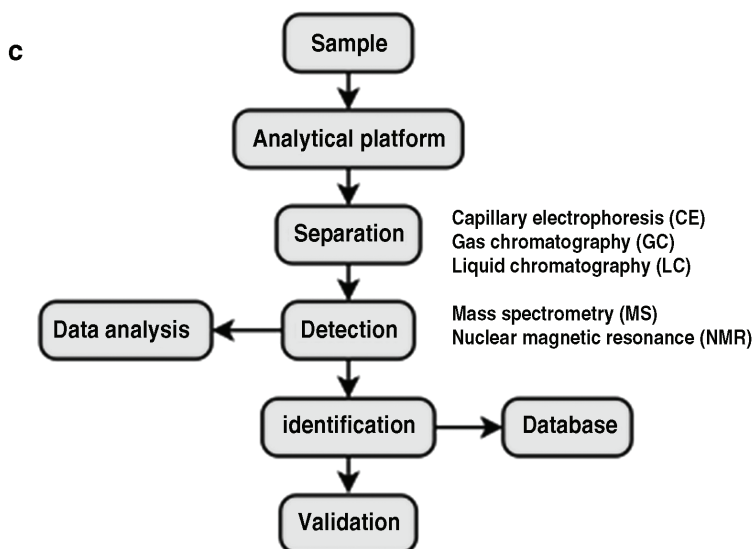 c
Sample
Analytical platform
Separation
Capillary electrophoresis (CE)
Gas chromatography (GC)
Liquid chromatography (LC)
Data analysis
Detection
Mass spectrometry (MS)
Nuclear magnetic resonance (NMR)
identification
Database
Validation